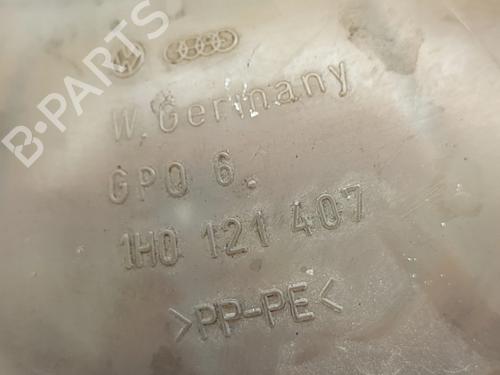 B-PARTS
W. Germany
GPO 6.
1H0 121 407
>PP-PE<